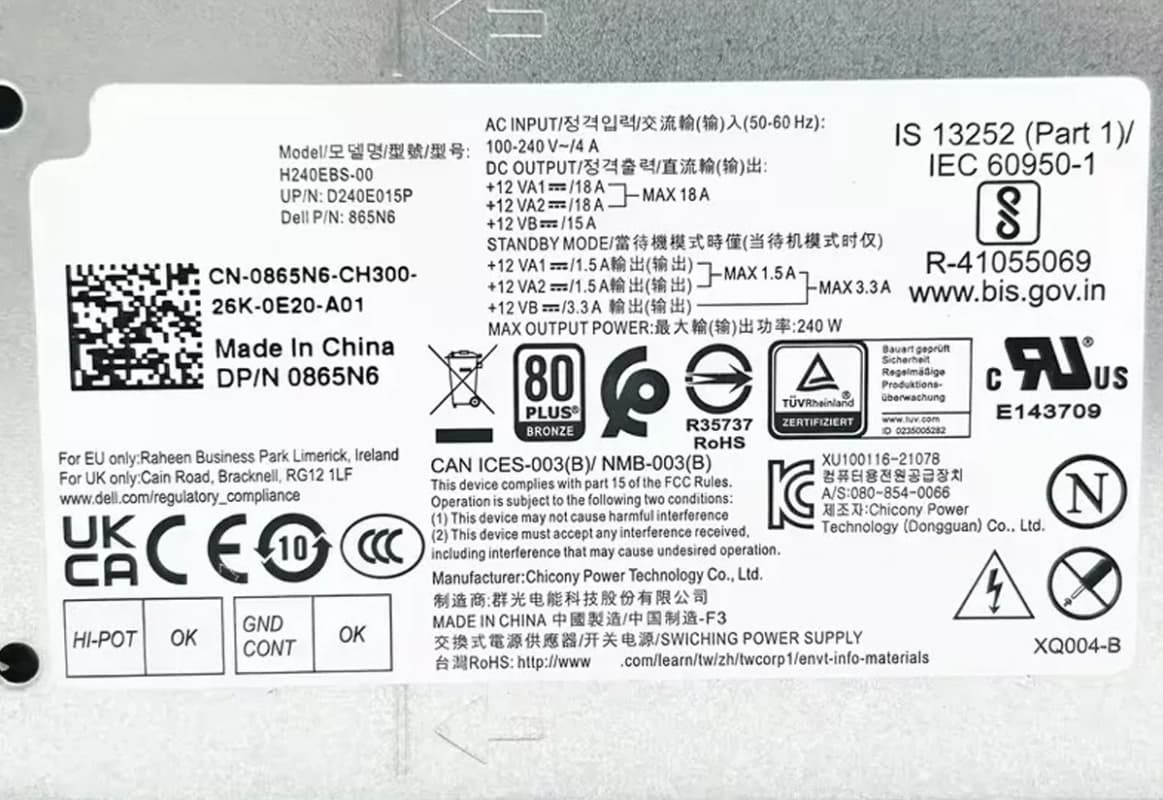 Model/모델명/型號/型号:
H240EBS-00
UP/N: D240E015P
Dell P/N: 865N6
AC INPUT/정격입력/交流輸(输)入(50-60 Hz):
100-240 V~/4 A
DC OUTPUT/정격출력/直流輸(输)出:
+12 VA1⎓/18 A
+12 VA2⎓/18 A
MAX 18 A
+12 VB⎓/15 A
STANDBY MODE/當待機模式時僅(当待机模式时仅)
+12 VA1⎓/1.5 A輸出(输出)
+12 VA2⎓/1.5 A輸出(输出)
MAX 1.5 A
+12 VB⎓/3.3 A 輸出(输出)
MAX 3.3 A
MAX OUTPUT POWER:最大輸(输)出功率:240 W
IS 13252 (Part 1)/
IEC 60950-1
R-41055069
www.bis.gov.in
CN-0865N6-CH300-
26K-0E20-A01
Made In China
DP/N 0865N6
80
PLUS®
BRONZE
R35737
RoHS
TÜVRheinland®
ZERTIFIZIERT
Bauart geprüft
Sicherheit
Regelmäßige
Produktions-
überwachung
www.tuv.com
ID 0235005282
c RU® US
E143709
For EU only:Raheen Business Park Limerick, Ireland
For UK only:Cain Road, Bracknell, RG12 1LF
www.dell.com/regulatory_compliance
UK
CA
CE
10
CCC
HI-POT
OK
GND
CONT
OK
CAN ICES-003(B)/ NMB-003(B)
This device complies with part 15 of the FCC Rules.
Operation is subject to the following two conditions:
(1) This device may not cause harmful interference
(2) This device must accept any interference received,
including interference that may cause undesired operation.
Manufacturer:Chicony Power Technology Co., Ltd.
制造商:群光电能科技股份有限公司
MADE IN CHINA 中國製造/中国制造-F3
交換式電源供應器/开关电源/SWICHING POWER SUPPLY
台灣RoHS: http://www .com/learn/tw/zh/twcorp1/envt-info-materials
XU100116-21078
컴퓨터용전원공급장치
A/S:080-854-0066
제조자:Chicony Power
Technology (Dongguan) Co., Ltd.
N
XQ004-B